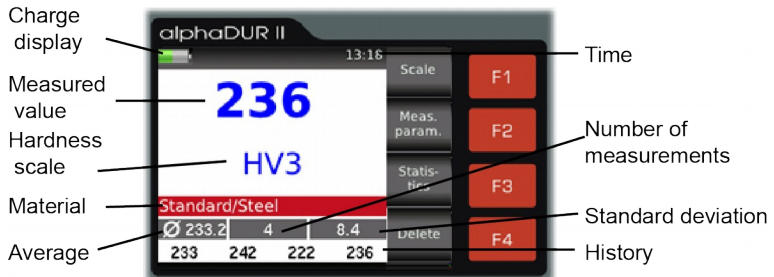 Charge
display
Measured
value
Hardness
scale
Material
Average
alphaDUR II
13:18
236
HV3
Standard/Steel
Ø 233.2 4 8.4
233 242 222 236
Scale
Meas.
param.
Statis-
tics
Delete
F1
F2
F3
F4
Time
Number of
measurements
Standard deviation
History